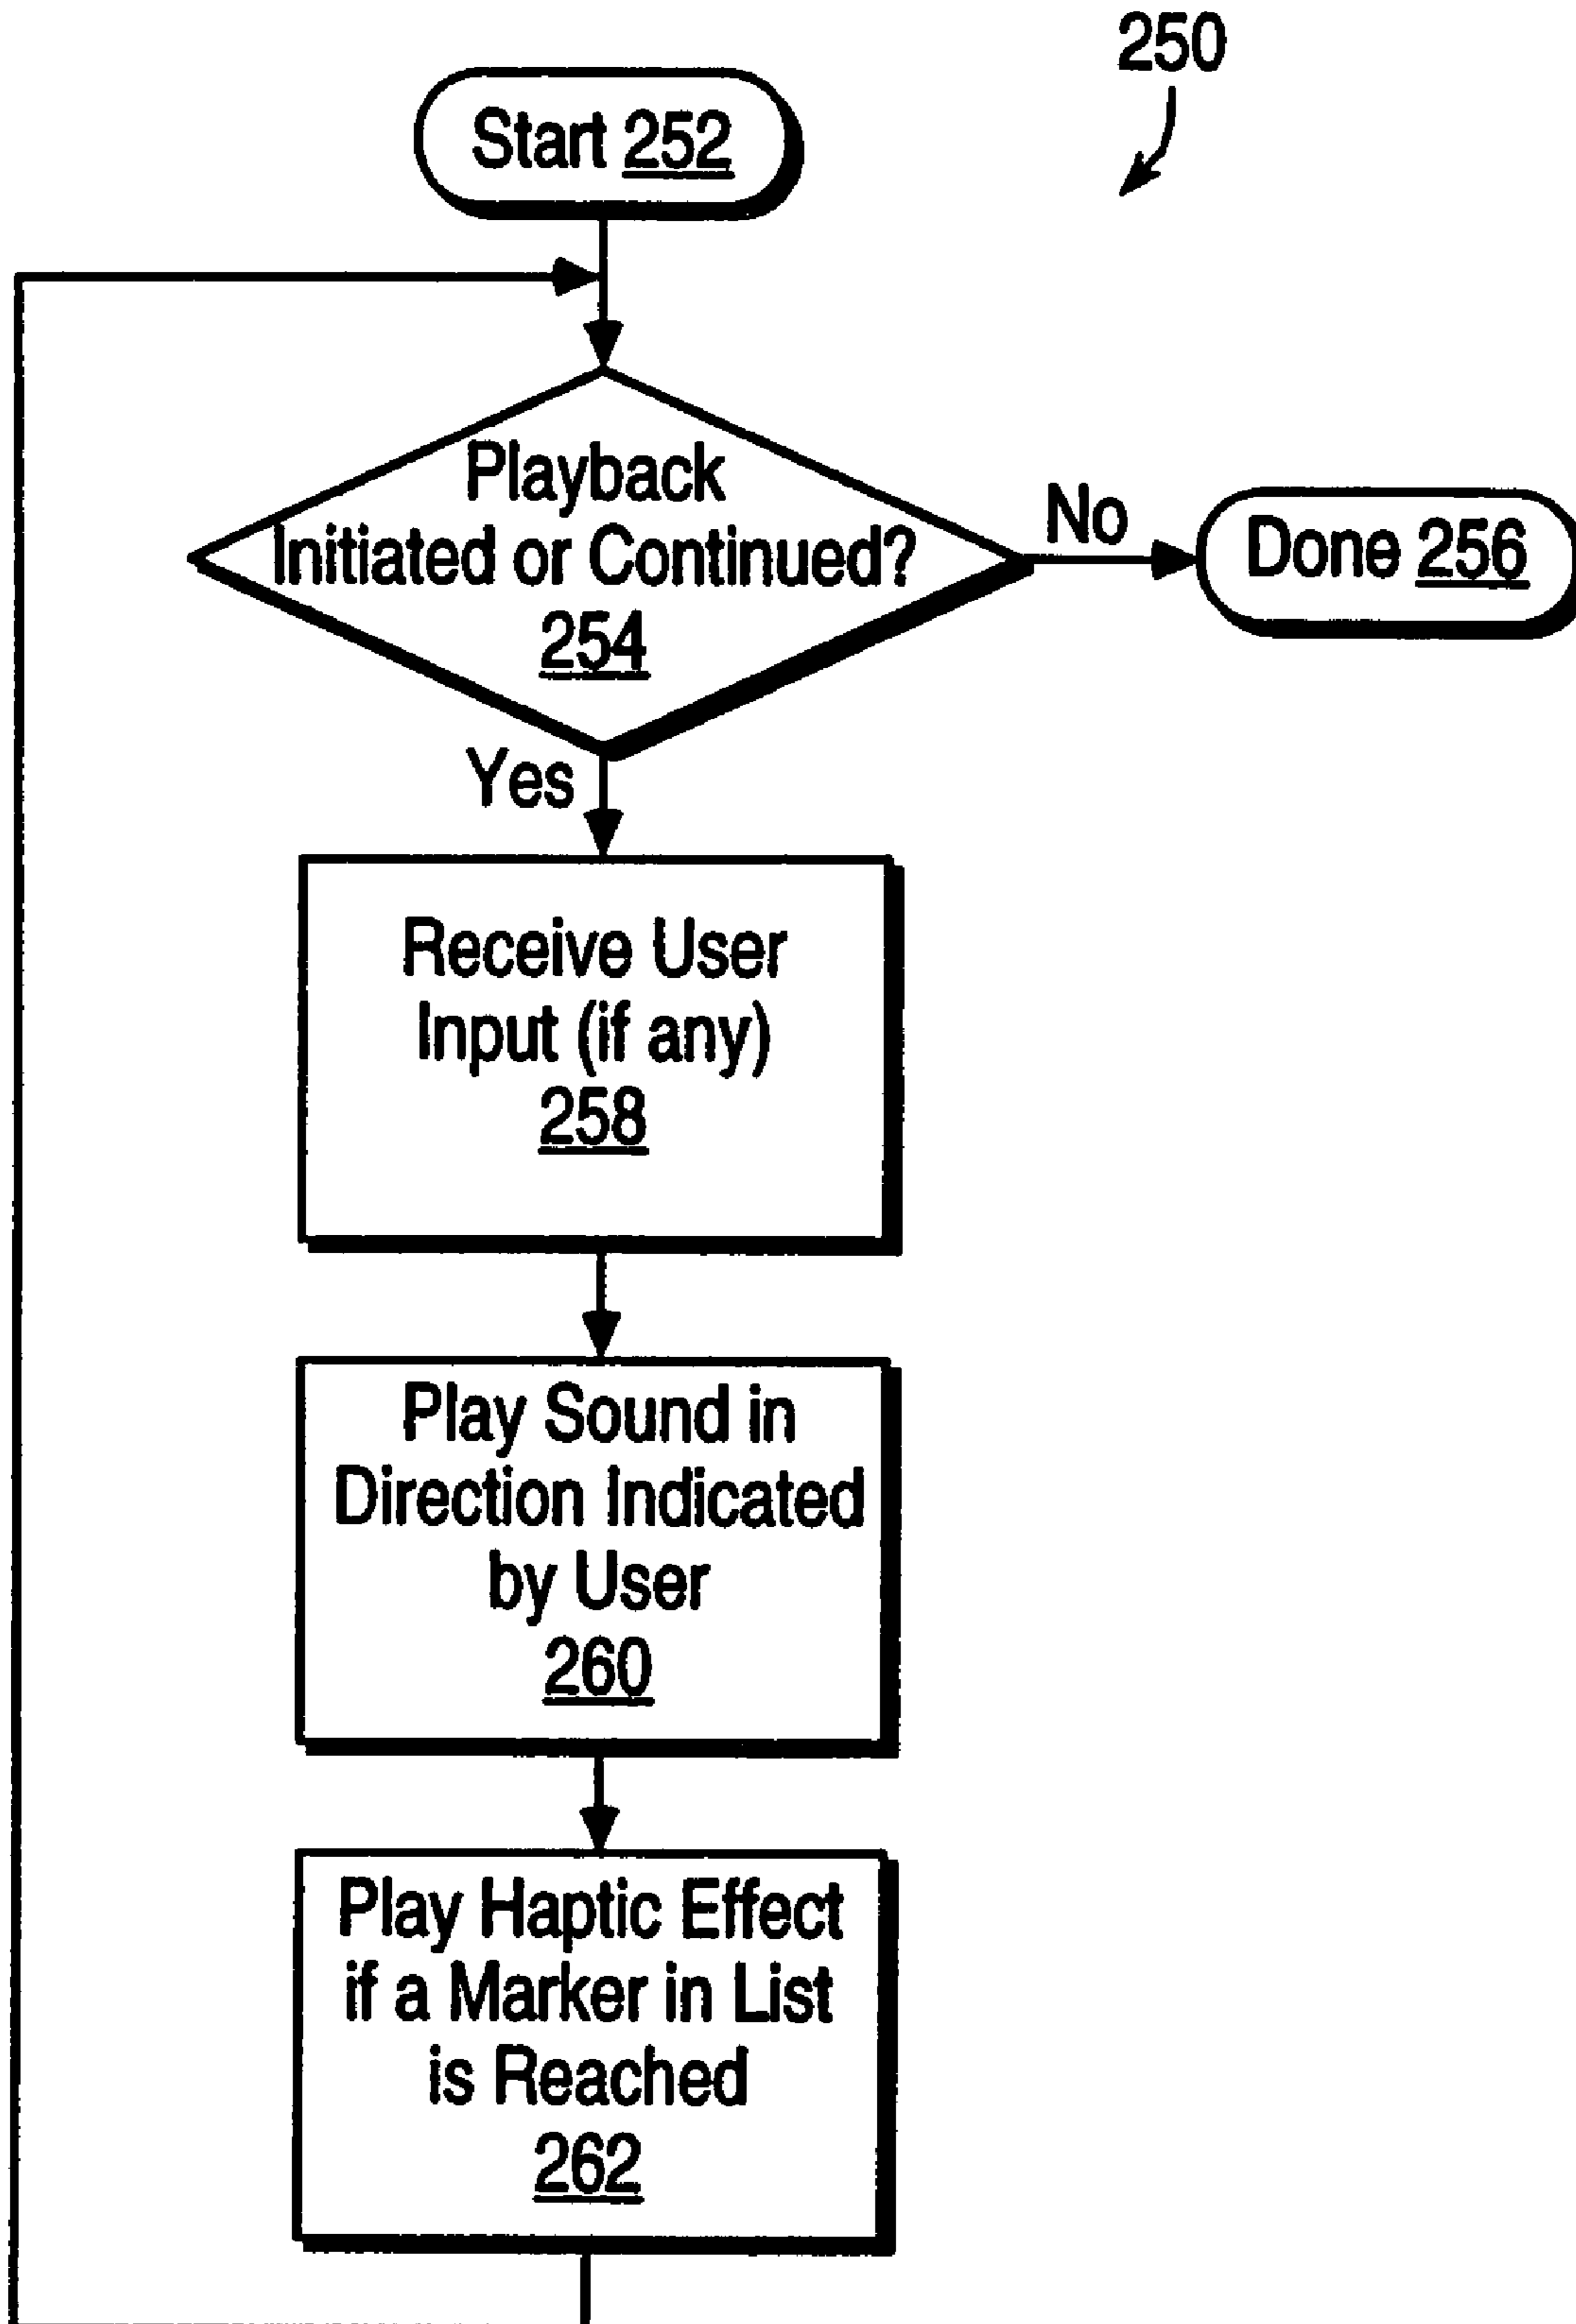 250
Start 252
Playback
Initiated or Continued?
254
No
Done 256
Yes
Receive User
Input (if any)
258
Play Sound in
Direction Indicated
by User
260
Play Haptic Effect
if a Marker in List
is Reached
262